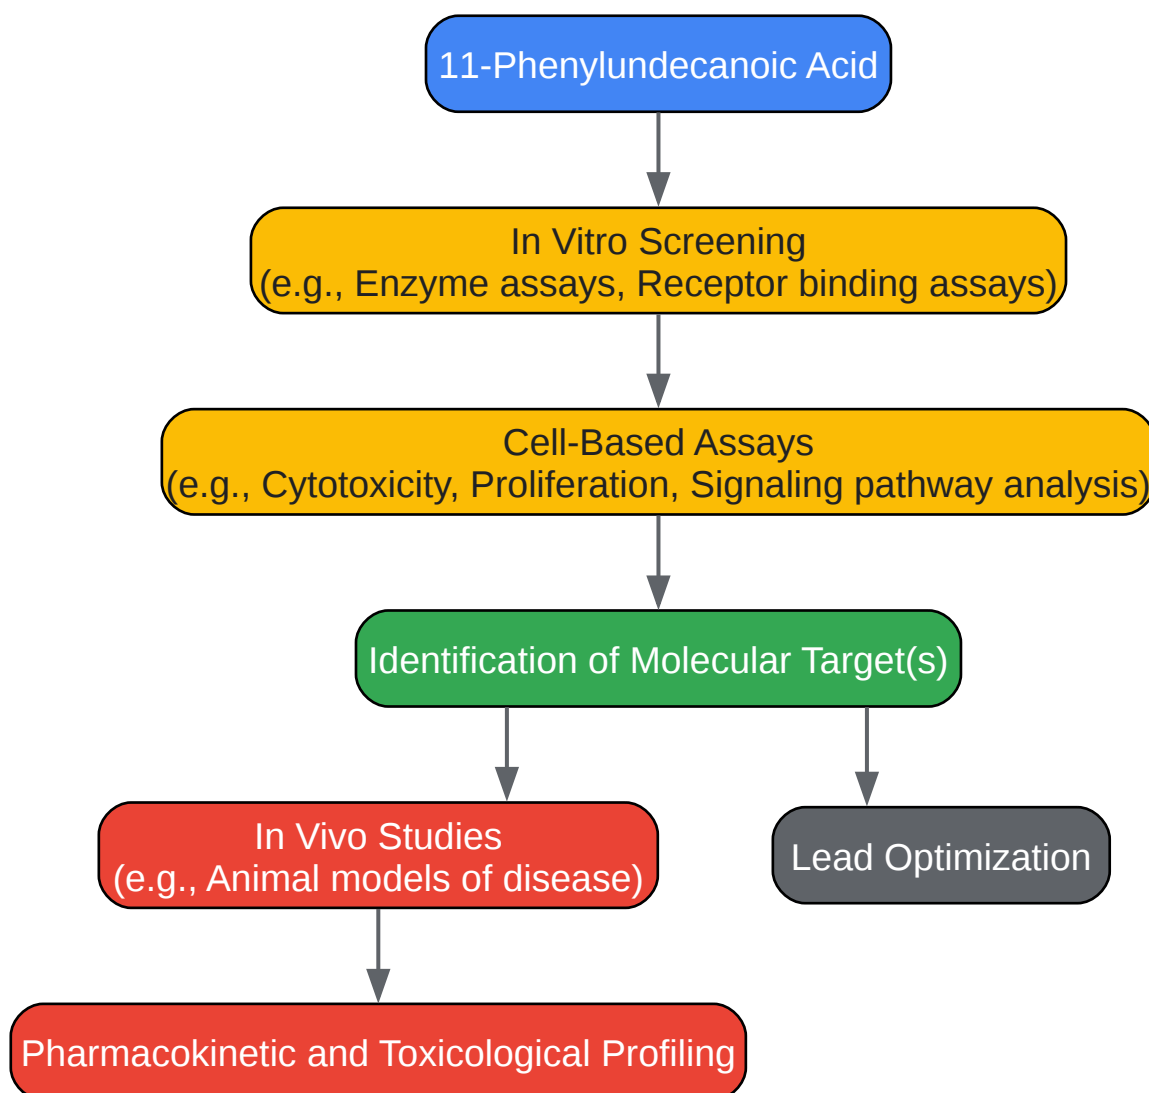 11-Phenylundecanoic Acid
In Vitro Screening
(e.g., Enzyme assays, Receptor binding assays)
Cell-Based Assays
(e.g., Cytotoxicity, Proliferation, Signaling pathway analysis)
Identification of Molecular Target(s)
In Vivo Studies
(e.g., Animal models of disease)
Lead Optimization
Pharmacokinetic and Toxicological Profiling